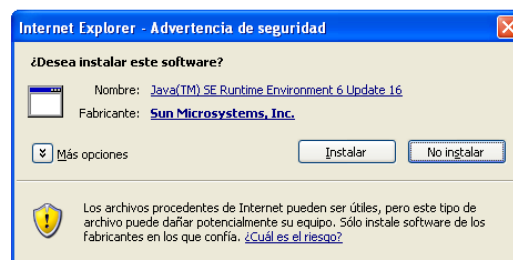 Internet Explorer - Advertencia de seguridad
¿Desea instalar este software?
Nombre: Java(TM) SE Runtime Environment 6 Update 16
Fabricante: Sun Microsystems, Inc.
Más opciones Instalar No instalar
Los archivos procedentes de Internet pueden ser útiles, pero este tipo de
archivo puede dañar potencialmente su equipo. Sólo instale software de los
fabricantes en los que confía. ¿Cuál es el riesgo?